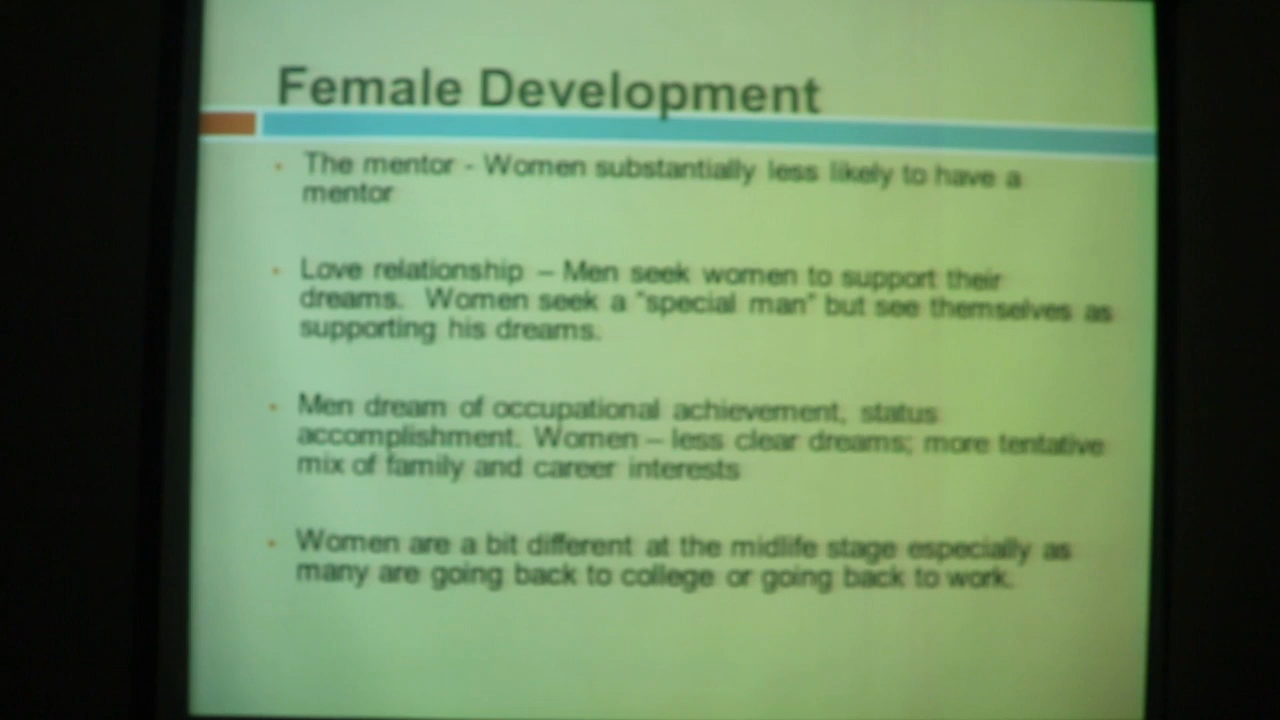 Female Development
The mentor - Women substantially less likely to have a
mentor
Love relationship – Men seek women to support their
dreams. Women seek a "special man" but see themselves as
supporting his dreams.
Men dream of occupational achievement, status
accomplishment. Women – less clear dreams; more tentative
mix of family and career interests
Women are a bit different at the midlife stage especially as
many are going back to college or going back to work.